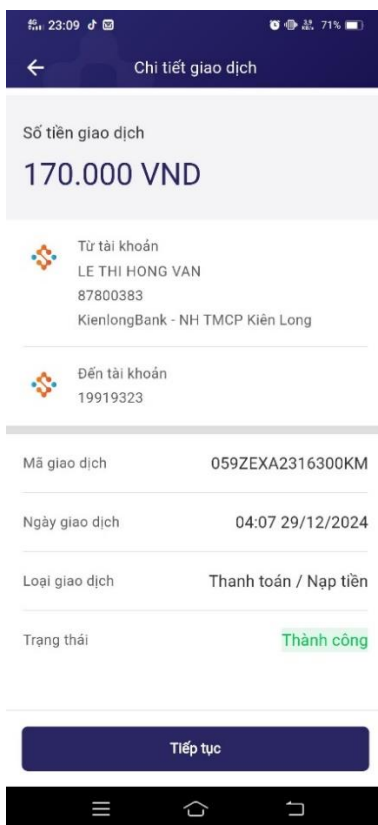 23:09
71%
Chi tiết giao dịch
Số tiền giao dịch
170.000 VND
Từ tài khoản
LE THI HONG VAN
87800383
KienlongBank - NH TMCP Kiên Long
Đến tài khoản
19919323
Mã giao dịch 059ZEXA2316300KM
Ngày giao dịch 04:07 29/12/2024
Loại giao dịch Thanh toán / Nạp tiền
Trạng thái Thành công
Tiếp tục